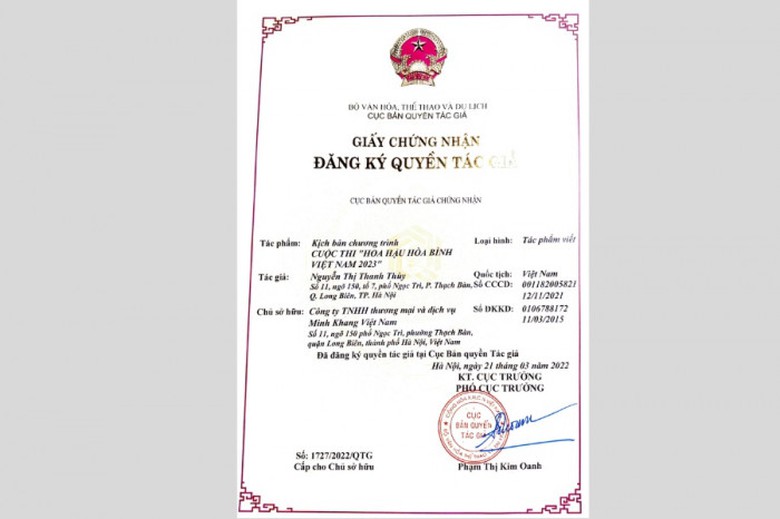 BỘ VĂN HÓA, THỂ THAO VÀ DU LỊCH
CỤC BẢN QUYỀN TÁC GIẢ
GIẤY CHỨNG NHẬN
ĐĂNG KÝ QUYỀN TÁC GIẢ
CỤC BẢN QUYỀN TÁC GIẢ CHỨNG NHẬN
Tác phẩm: Kịch bản chương trình Loại hình: Tác phẩm viết
CUỘC THI "HOA HẬU HÒA BÌNH
VIỆT NAM 2023"
Tác giả: Nguyễn Thị Thanh Thúy Quốc tịch: Việt Nam
Số 11, ngõ 150, tổ 7, phố Ngọc Trì, P. Thạch Bàn, Số CCCD: 001182005821
Q. Long Biên, TP. Hà Nội 12/11/2021
Chủ sở hữu: Công ty TNHH thương mại và dịch vụ Số ĐKKD: 0106788172
Minh Khang Việt Nam 11/03/2015
Số 11, ngõ 150 phố Ngọc Trì, phường Thạch Bàn,
quận Long Biên, thành phố Hà Nội, Việt Nam
Đã đăng ký quyền tác giả tại Cục Bản quyền Tác giả
Hà Nội, ngày 21 tháng 03 năm 2022
KT. CỤC TRƯỞNG
PHÓ CỤC TRƯỞNG
CỤC
BẢN QUYỀN
TÁC GIẢ
Số: 1727/2022/QTG
Cấp cho Chủ sở hữu Phạm Thị Kim Oanh